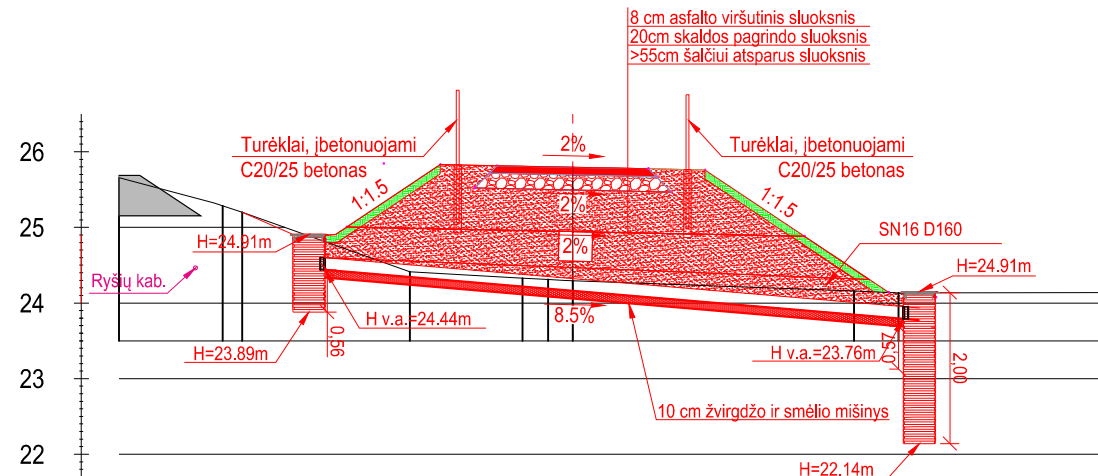 8 cm asfalto viršutinis sluoksnis
20cm skaldos pagrindo sluoksnis
>55cm šalčiui atsparus sluoksnis
26
Turėklai, įbetonuojami
C20/25 betonas
2%
Turėklai, įbetonuojami
C20/25 betonas
1:1.5
1:1.5
2%
25
H=24.91m
2%
SN16 D160
H=24.91m
Ryšių kab.
24
H v.a.=24.44m
8.5%
H=23.89m
0,56
H v.a.=23.76m
0,57
2,00
23
10 cm žvirgždo ir smėlio mišinys
22
H=22.14m